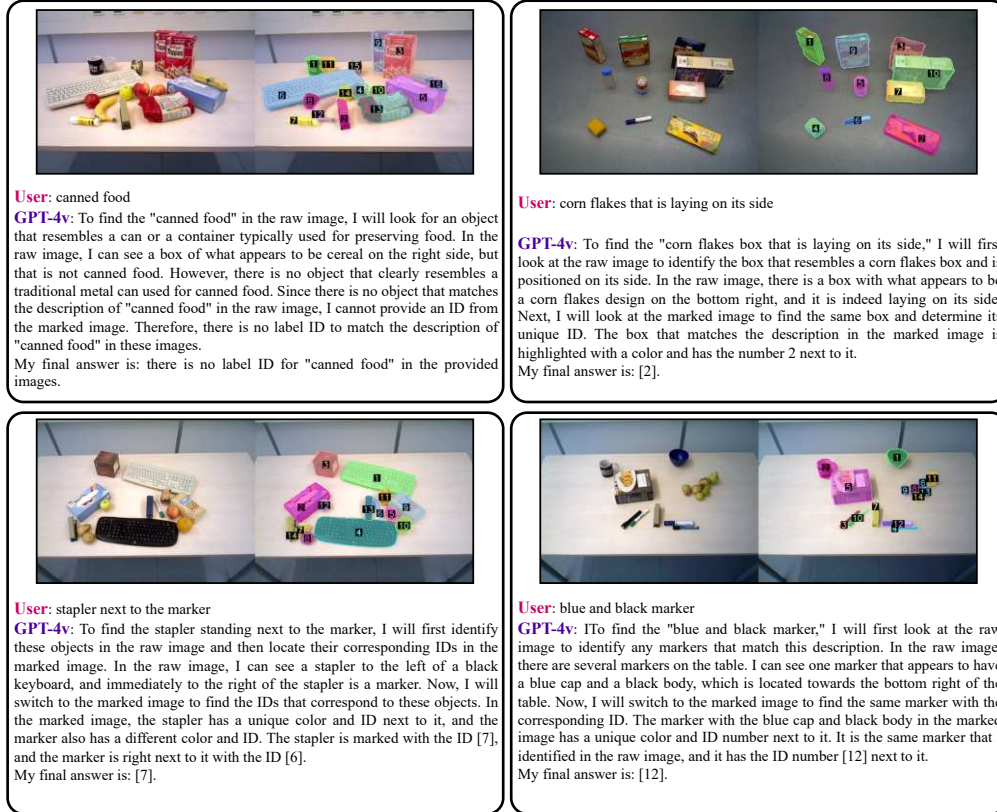 User: canned food
GPT-4v: To find the "canned food" in the raw image, I will look for an object
that resembles a can or a container typically used for preserving food. In the
raw image, I can see a box of what appears to be cereal on the right side, but
that is not canned food. However, there is no object that clearly resembles a
traditional metal can used for canned food. Since there is no object that matches
the description of "canned food" in the raw image, I cannot provide an ID from
the marked image. Therefore, there is no label ID to match the description of
"canned food" in these images.
My final answer is: there is no label ID for "canned food" in the provided
images.
User: corn flakes that is laying on its side
GPT-4v: To find the "corn flakes box that is laying on its side," I will firs
look at the raw image to identify the box that resembles a corn flakes box and i
positioned on its side. In the raw image, there is a box with what appears to b
a corn flakes design on the bottom right, and it is indeed laying on its side
Next, I will look at the marked image to find the same box and determine it
unique ID. The box that matches the description in the marked image i
highlighted with a color and has the number 2 next to it.
My final answer is: [2].
User: stapler next to the marker
GPT-4v: To find the stapler standing next to the marker, I will first identify
these objects in the raw image and then locate their corresponding IDs in the
marked image. In the raw image, I can see a stapler to the left of a black
keyboard, and immediately to the right of the stapler is a marker. Now, I will
switch to the marked image to find the IDs that correspond to these objects. In
the marked image, the stapler has a unique color and ID next to it, and the
marker also has a different color and ID. The stapler is marked with the ID [7],
and the marker is right next to it with the ID [6].
My final answer is: [7].
User: blue and black marker
GPT-4v: ITo find the "blue and black marker," I will first look at the raw
image to identify any markers that match this description. In the raw image
there are several markers on the table. I can see one marker that appears to have
a blue cap and a black body, which is located towards the bottom right of the
table. Now, I will switch to the marked image to find the same marker with the
corresponding ID. The marker with the blue cap and black body in the marked
image has a unique color and ID number next to it. It is the same marker that
identified in the raw image, and it has the ID number [12] next to it.
My final answer is: [12].